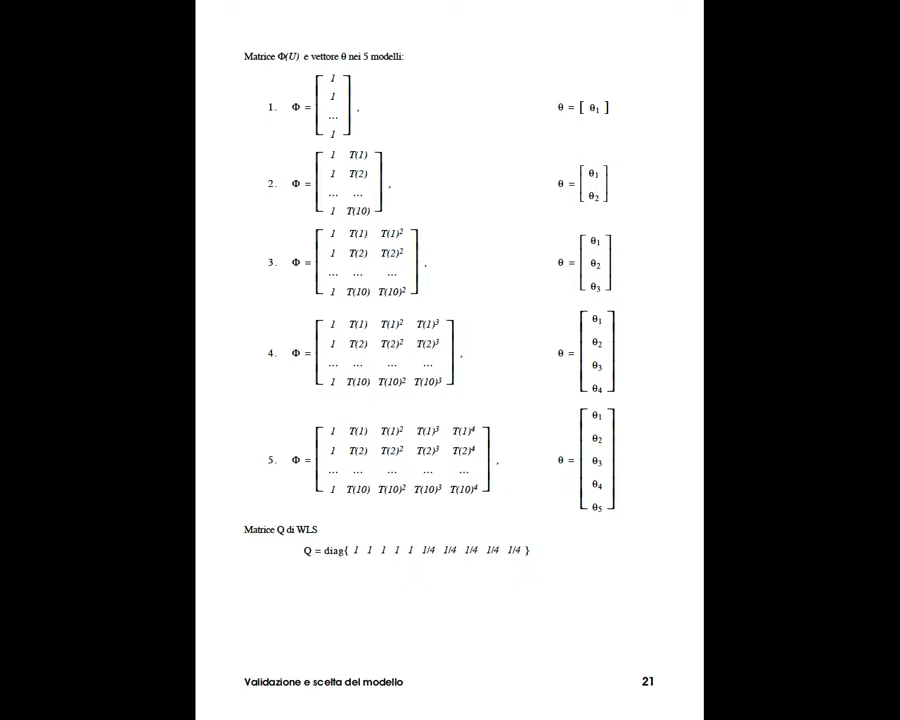 Matrice Φ(U) e vettore θ nei 5 modelli:
1. Φ = [ 1 1 ... 1 ] , θ = [ θ₁ ]
2. Φ = [ 1 T(1)
1 T(2)
... ...
1 T(10) ] , θ = [ θ₁ θ₂ ]
3. Φ = [ 1 T(1) T(1)²
1 T(2) T(2)²
... ... ...
1 T(10) T(10)² ] , θ = [ θ₁ θ₂ θ₃ ]
4. Φ = [ 1 T(1) T(1)² T(1)³
1 T(2) T(2)² T(2)³
... ... ... ...
1 T(10) T(10)² T(10)³ ] , θ = [ θ₁ θ₂ θ₃ θ₄ ]
5. Φ = [ 1 T(1) T(1)² T(1)³ T(1)⁴
1 T(2) T(2)² T(2)³ T(2)⁴
... ... ... ... ...
1 T(10) T(10)² T(10)³ T(10)⁴ ] , θ = [ θ₁ θ₂ θ₃ θ₄ θ₅ ]
Matrice Q di WLS
Q = diag{ 1 1 1 1 1 1/4 1/4 1/4 1/4 1/4 }
Validazione e scelta del modello 21